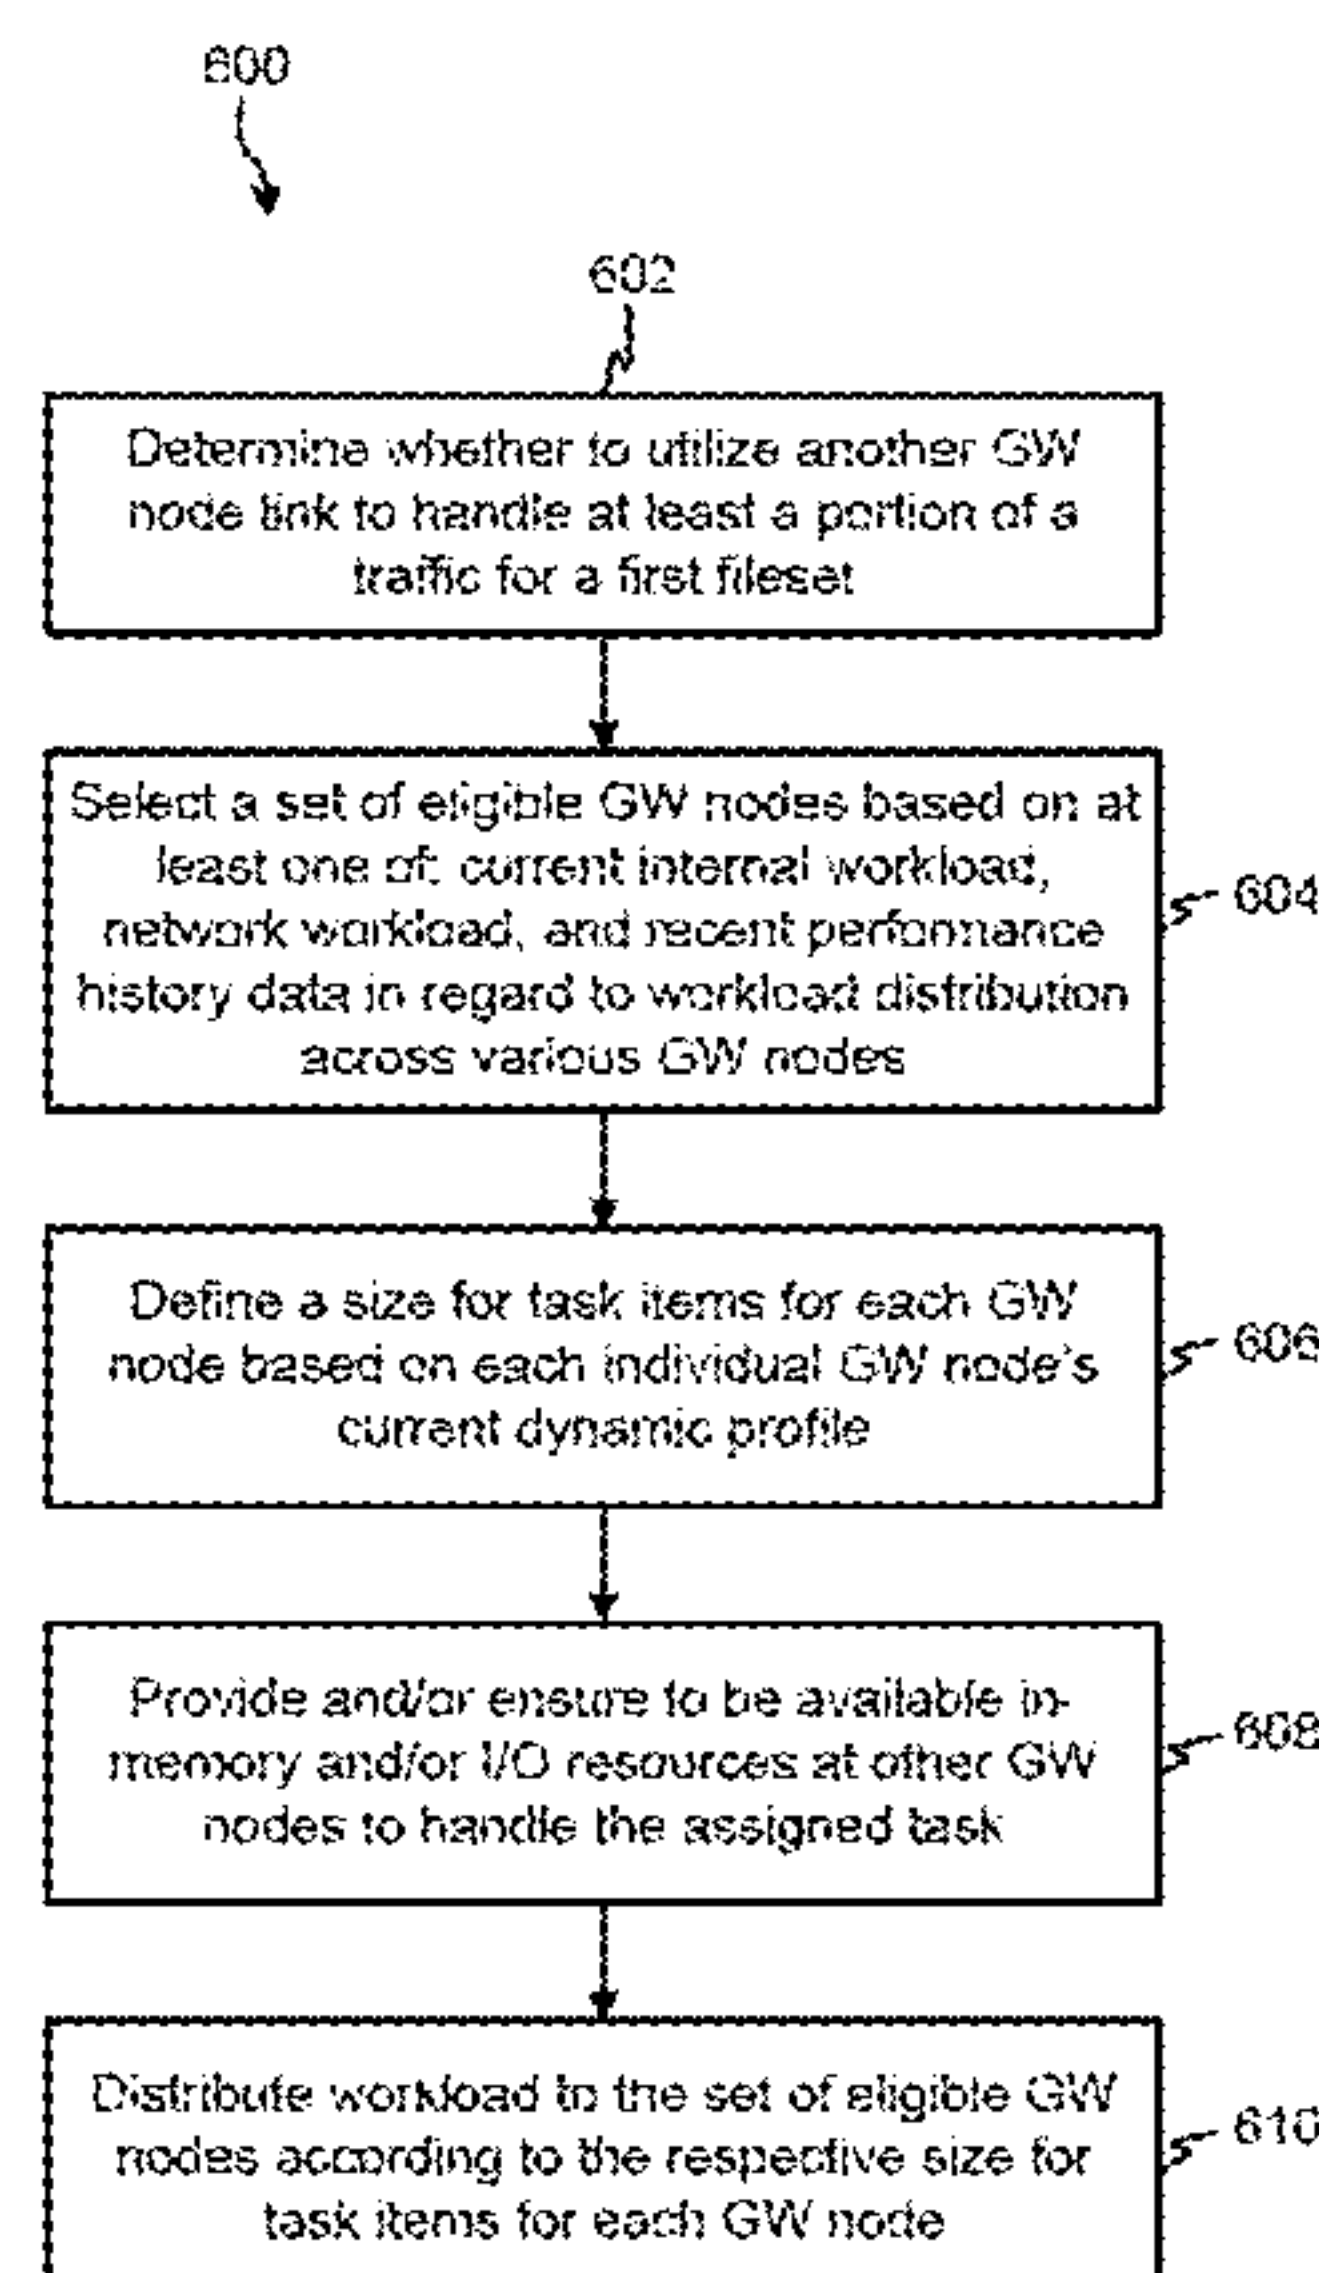 600
602
Determine whether to utilize another GW
node link to handle at least a portion of a
traffic for a first fileset
Select a set of eligible GW nodes based on at
least one of: current internal workload,
network workload, and recent performance
history data in regard to workload distribution
across various GW nodes
604
Define a size for task items for each GW
node based on each individual GW node's
current dynamic profile
606
Provide and/or ensure to be available in-
memory and/or I/O resources at other GW
nodes to handle the assigned task
608
Distribute workload to the set of eligible GW
nodes according to the respective size for
task items for each GW node
610